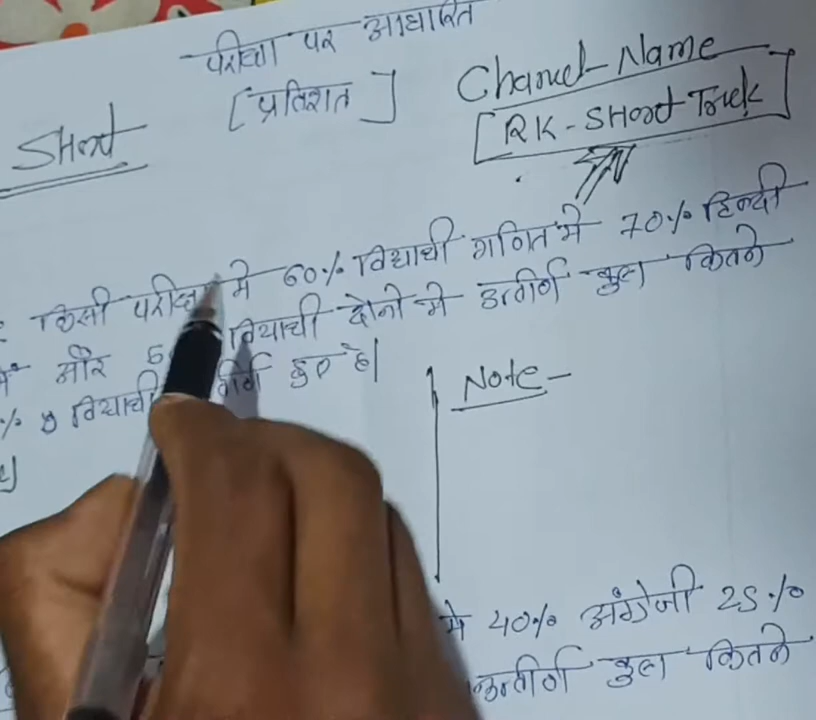 परीक्षा पर आधारित
[प्रतिशत]
Channel Name
[RK-SHort Trick]
SHort
किसी परीक्षा मे 60% विद्यार्थी गणित मे 70% हिन्दी
और विद्यार्थी दोनो मे उत्तीर्ण कुल कितने
% विद्यार्थी हुए है।
Note-
मे 40% अंग्रेजी 25%
उत्तीर्ण कुल कितने